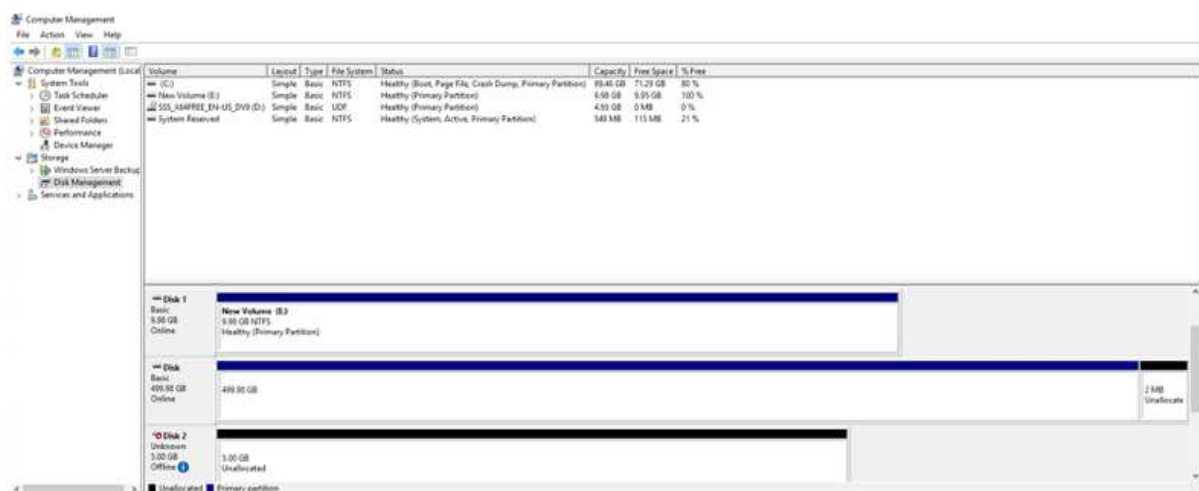 Computer Management
File Action View Help
Computer Management (Local
System Tools
Task Scheduler
Event Viewer
Shared Folders
Performance
Device Manager
Storage
Windows Server Backup
Disk Management
Services and Applications
Volume Layout Type File System Status Capacity Free Space % Free
(C:) Simple Basic NTFS Healthy (Boot, Page File, Crash Dump, Primary Partition) 89.46 GB 71.29 GB 80 %
New Volume (E:) Simple Basic NTFS Healthy (Primary Partition) 9.98 GB 9.95 GB 100 %
SSS_X64FREE_EN-US_DV9 (D:) Simple Basic UDF Healthy (Primary Partition) 4.93 GB 0 MB 0 %
System Reserved Simple Basic NTFS Healthy (System, Active, Primary Partition) 549 MB 115 MB 21 %
Disk 1
Basic
9.98 GB
Online
New Volume (E:)
9.98 GB NTFS
Healthy (Primary Partition)
Disk
Basic
499.98 GB
Online
499.98 GB
2 MB
Unallocate
Disk 2
Unknown
5.00 GB
Offline
5.00 GB
Unallocated
Unallocated Primary partition